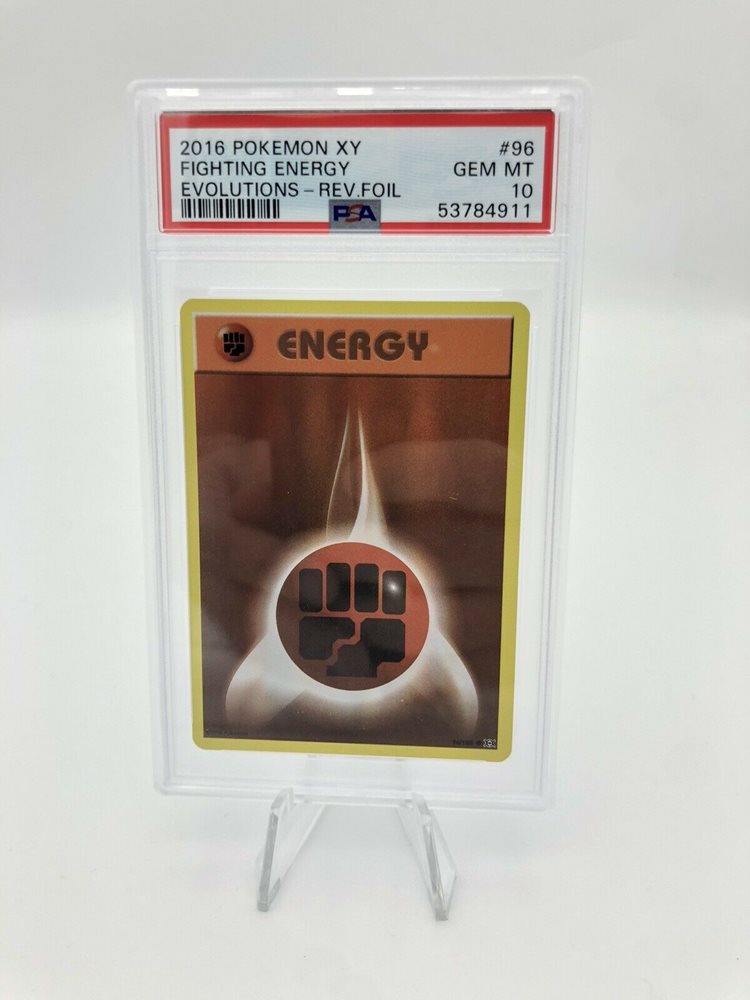 2016 POKEMON XY #96
FIGHTING ENERGY GEM MT
EVOLUTIONS – REV.FOIL 10
PSA 53784911
ENERGY